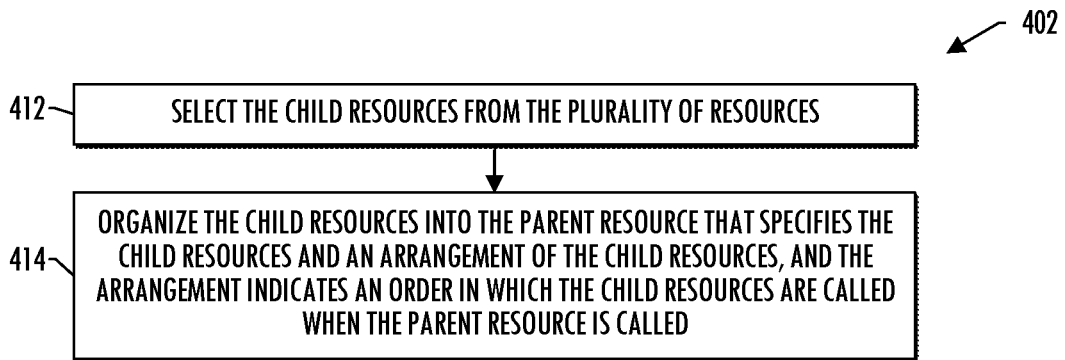 402
412
SELECT THE CHILD RESOURCES FROM THE PLURALITY OF RESOURCES
414
ORGANIZE THE CHILD RESOURCES INTO THE PARENT RESOURCE THAT SPECIFIES THE
CHILD RESOURCES AND AN ARRANGEMENT OF THE CHILD RESOURCES, AND THE
ARRANGEMENT INDICATES AN ORDER IN WHICH THE CHILD RESOURCES ARE CALLED
WHEN THE PARENT RESOURCE IS CALLED